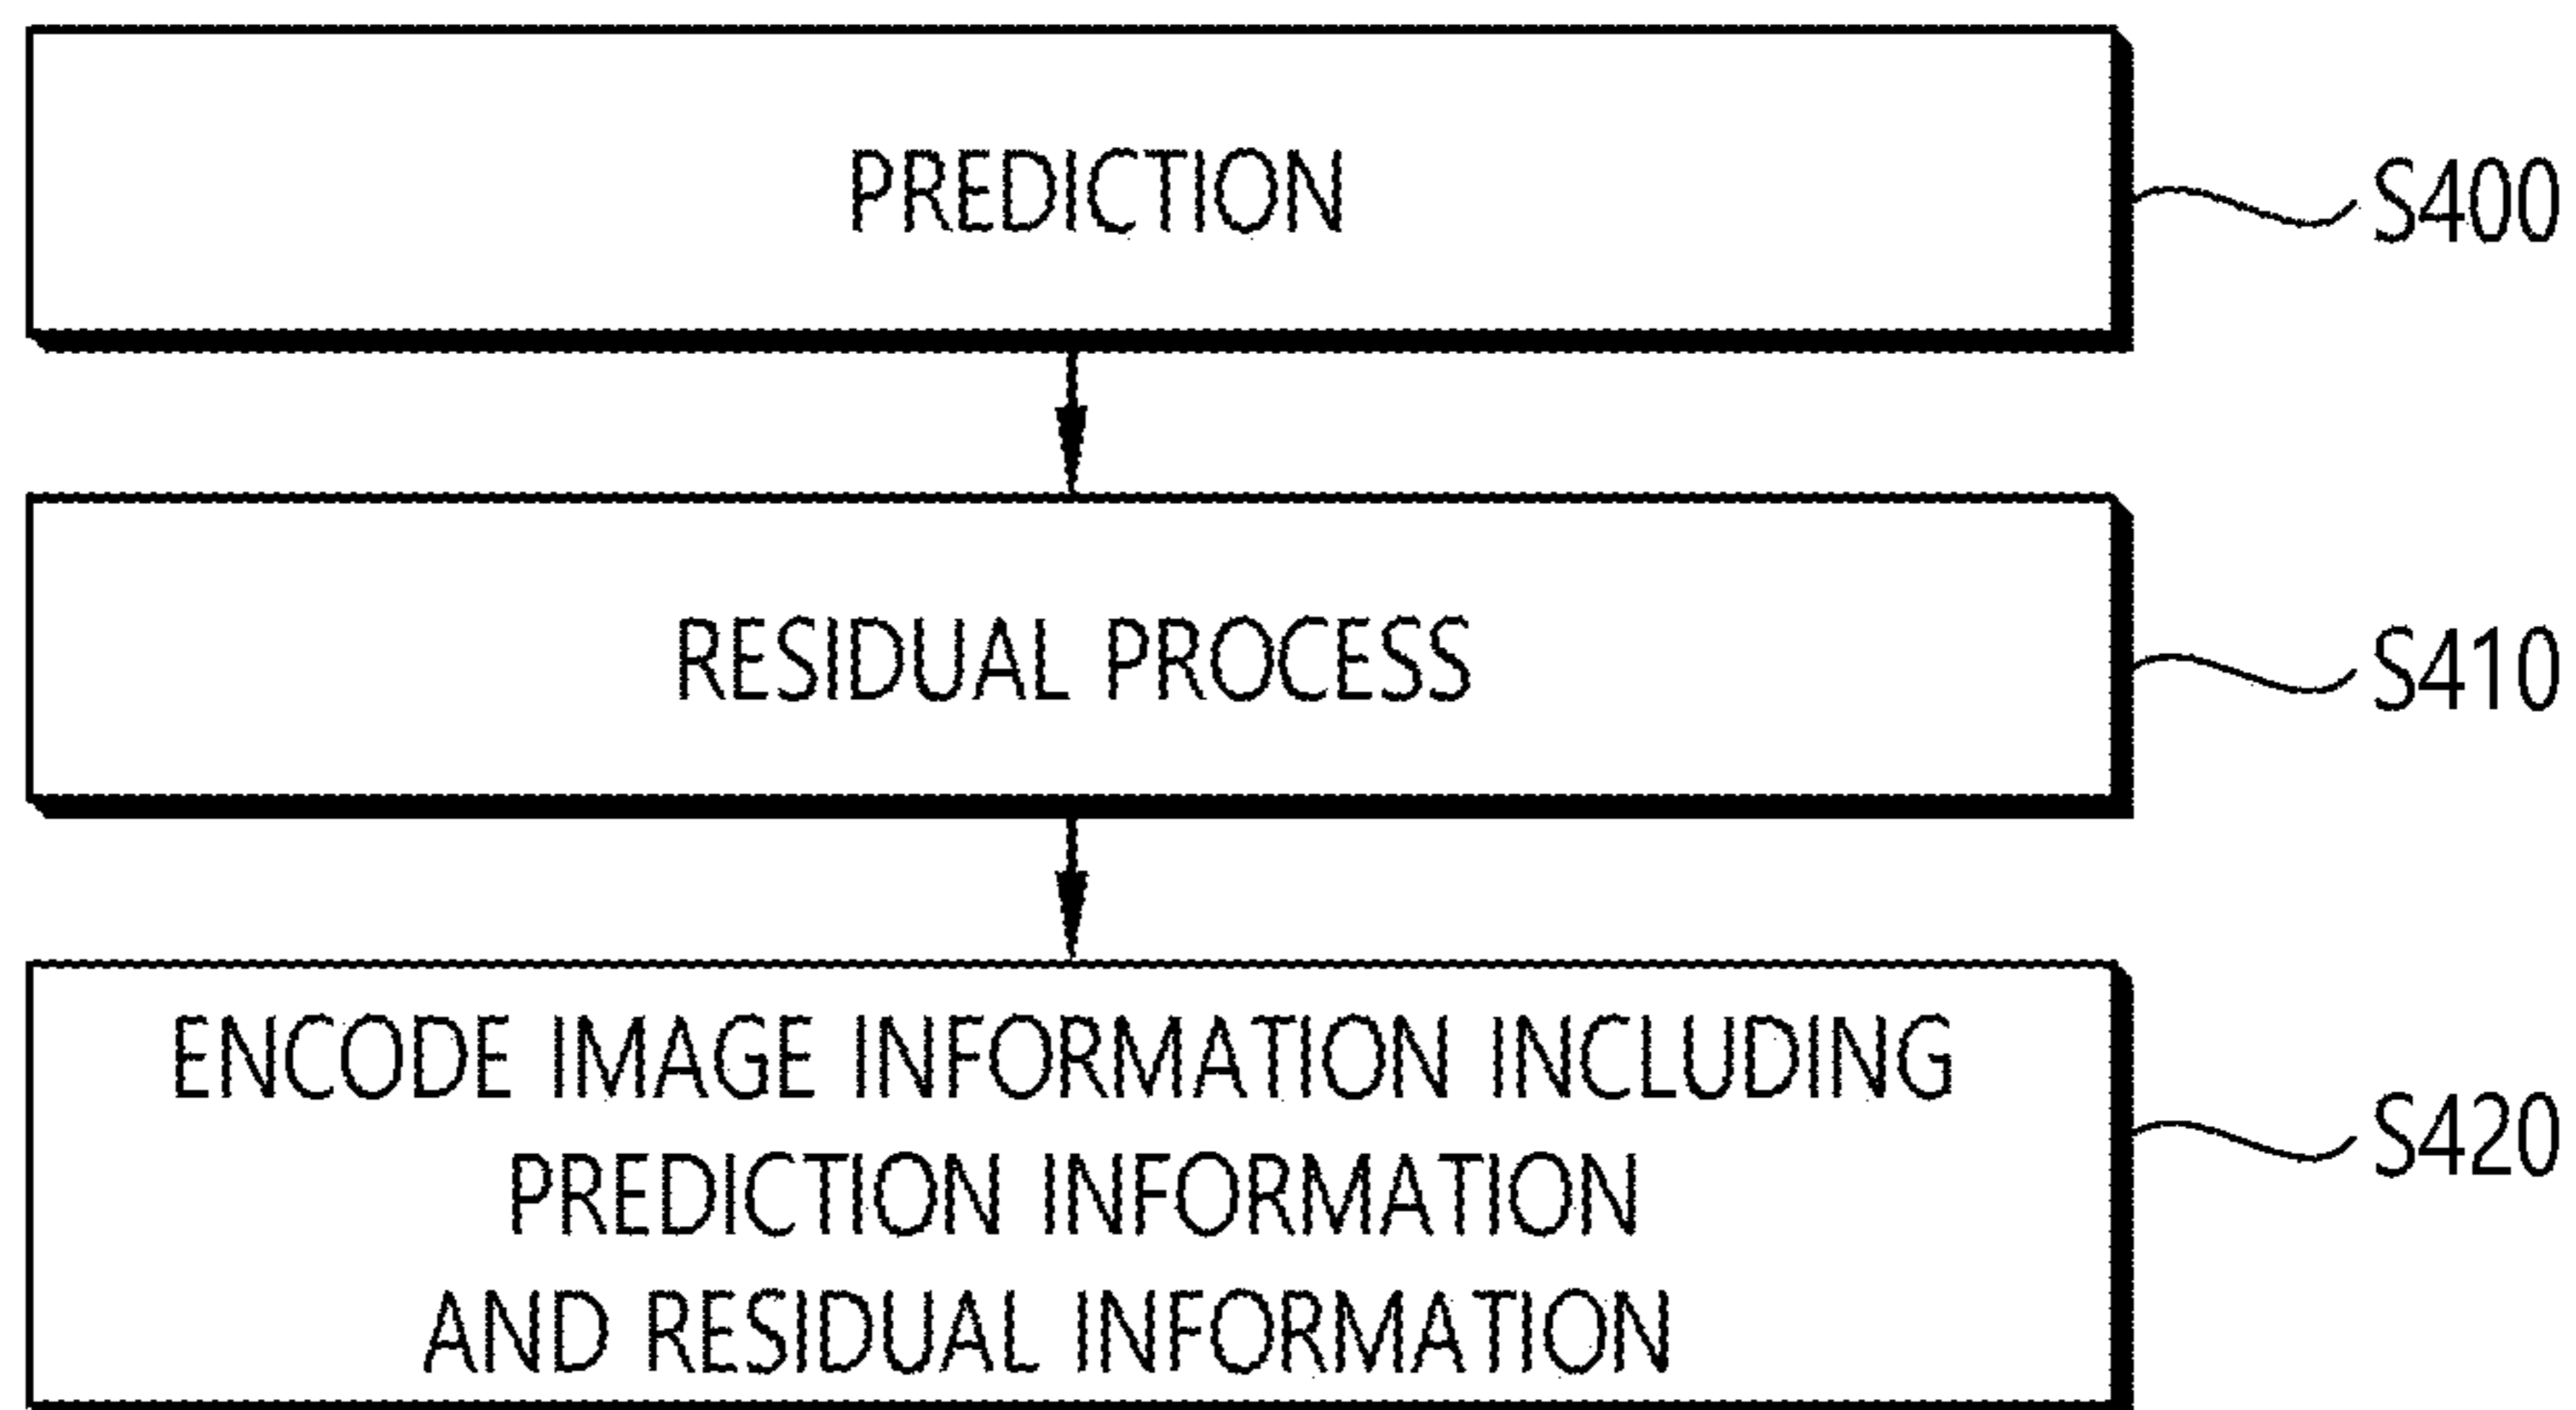 PREDICTION
S400
RESIDUAL PROCESS
S410
ENCODE IMAGE INFORMATION INCLUDING
PREDICTION INFORMATION
AND RESIDUAL INFORMATION
S420